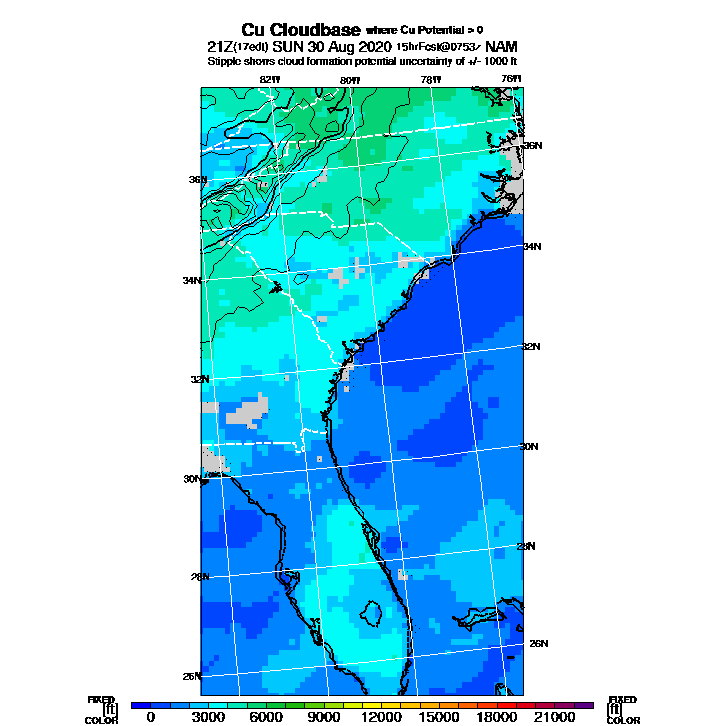 Cu Cloudbase where Cu Potential > 0
21Z(17edt) SUN 30 Aug 2020 15hrFcst@0753z NAM
Stipple shows cloud formation potential uncertainty of +/- 1000 ft
82W 80W 78W 76W
36N 36N
34N 34N
32N 32N
30N 30N
28N 28N
26N 26N
FIXED FIXED
[ft] [ft]
COLOR COLOR
0 3000 6000 9000 12000 15000 18000 21000